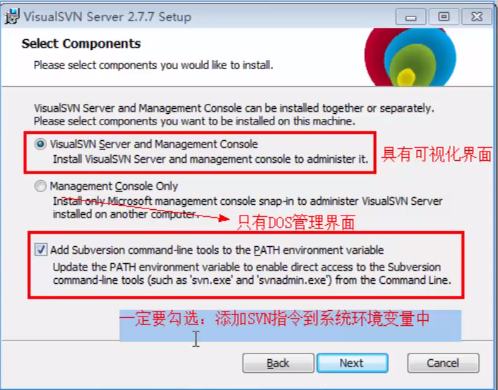 VisualSVN Server 2.7.7 Setup
Select Components
Please select components you would like to install.
VisualSVN Server and Management Console can be installed together or separately.
Please select components you want to be installed on this machine.
VisualSVN Server and Management Console
Install VisualSVN Server and management console to administer it.
具有可视化界面
Management Console Only
Install only Microsoft management console snap-in to administer VisualSVN Server
installed on another computer.
只有DOS管理界面
Add Subversion command-line tools to the PATH environment variable
Update the PATH environment variable to enable direct access to the Subversion
command-line tools (such as 'svn.exe' and 'svnadmin.exe') from the Command Line.
一定要勾选：添加SVN指令到系统环境变量中
Back
Next
Cancel